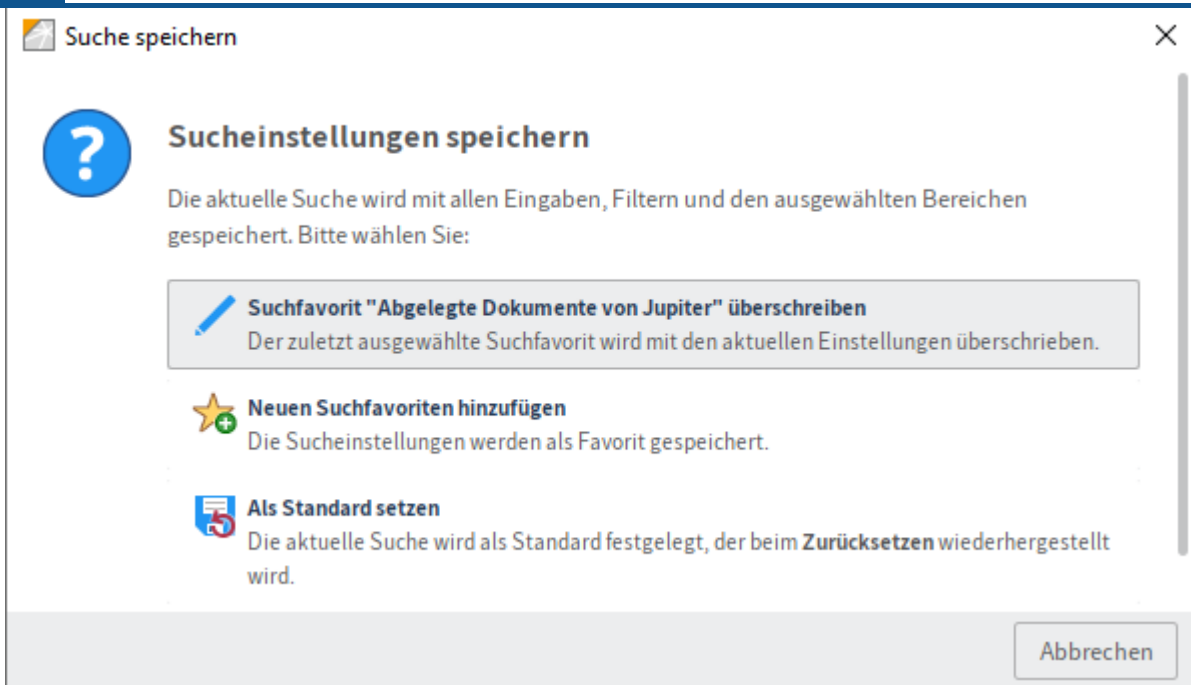 Suche speichern
Sucheinstellungen speichern
Die aktuelle Suche wird mit allen Eingaben, Filtern und den ausgewählten Bereichen
gespeichert. Bitte wählen Sie:
Suchfavorit "Abgelegte Dokumente von Jupiter" überschreiben
Der zuletzt ausgewählte Suchfavorit wird mit den aktuellen Einstellungen überschrieben.
Neuen Suchfavoriten hinzufügen
Die Sucheinstellungen werden als Favorit gespeichert.
Als Standard setzen
Die aktuelle Suche wird als Standard festgelegt, der beim Zurücksetzen wiederhergestellt
wird.
Abbrechen